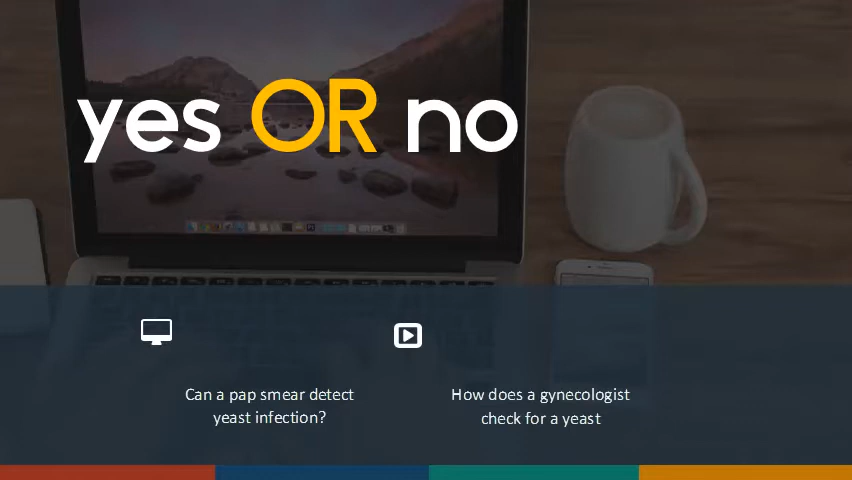 yes OR no
Can a pap smear detect
yeast infection?
How does a gynecologist
check for a yeast